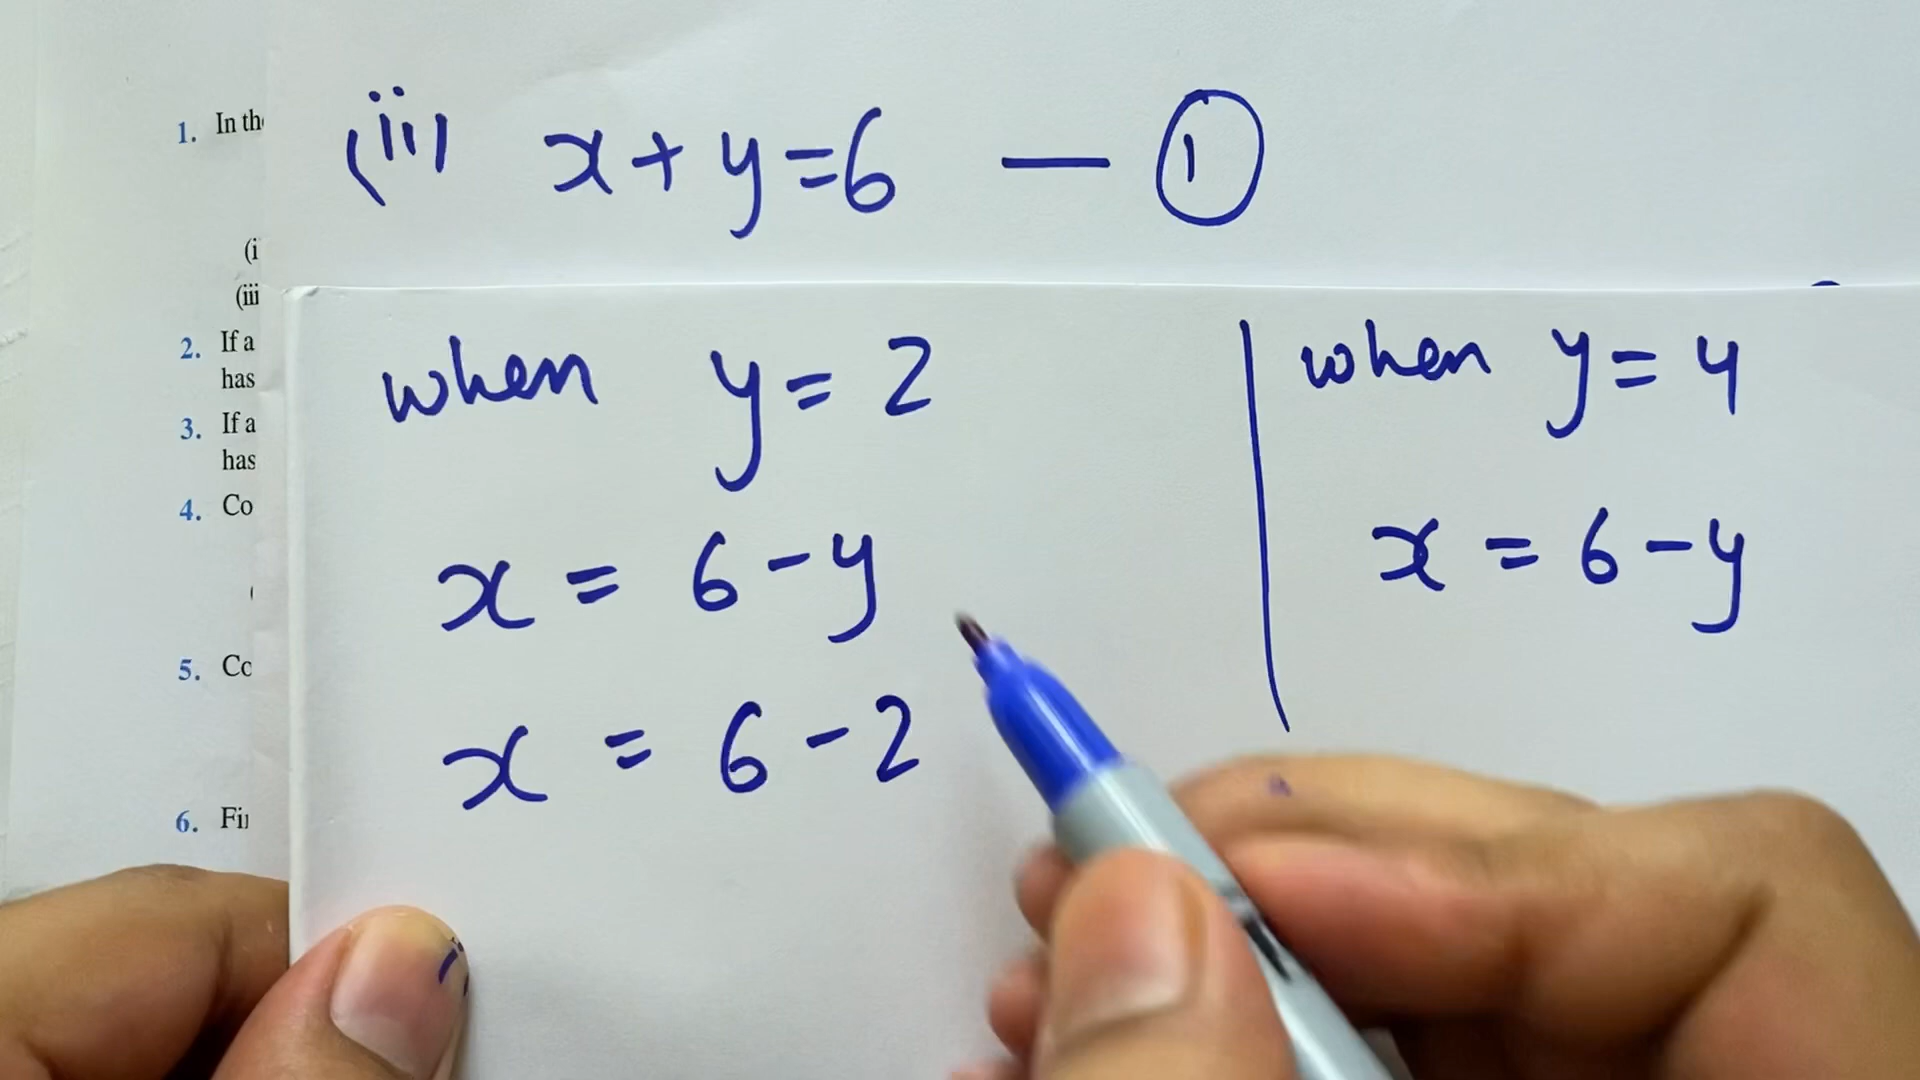 1. In th
(ii) x + y = 6 — ①
(i
(iii
2. If a
has
3. If a
has
4. Co
5. Co
6. Fi
when y = 2
x = 6 - y
x = 6 - 2
when y = 4
x = 6 - y